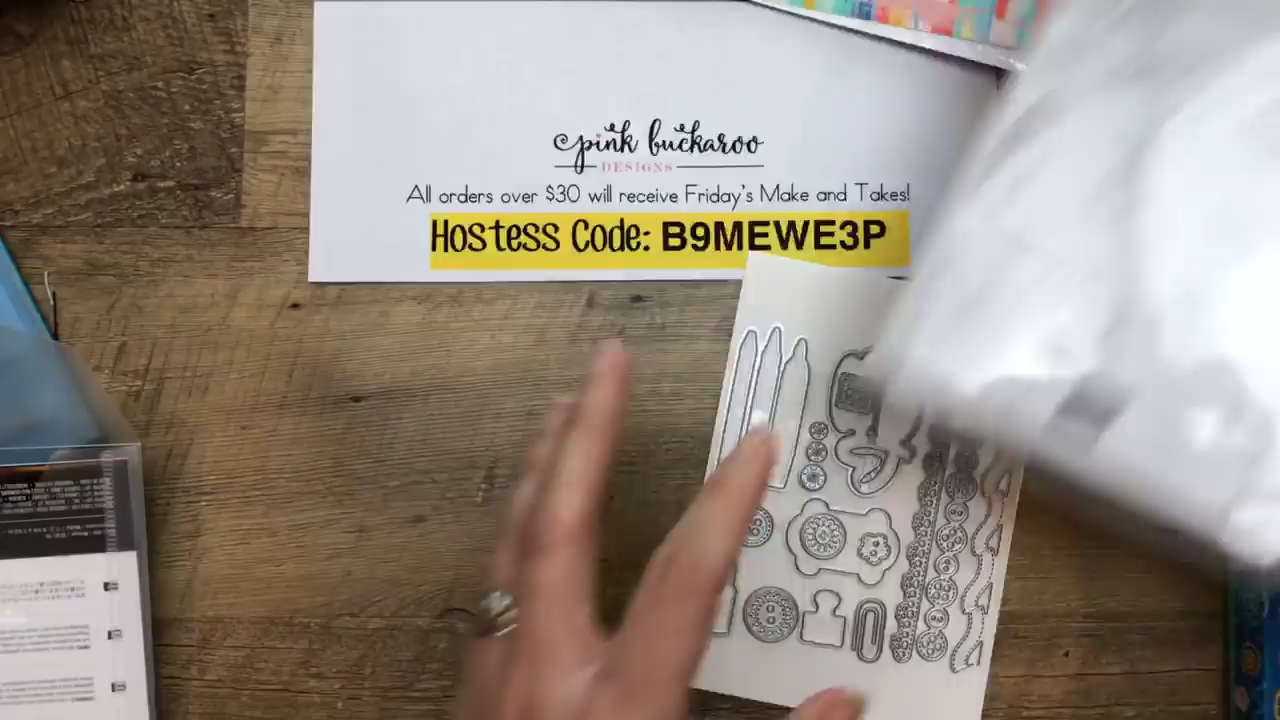 pink buckaroo
DESIGNS
All orders over $30 will receive Friday's Make and Takes!
Hostess Code: B9MEWE3P